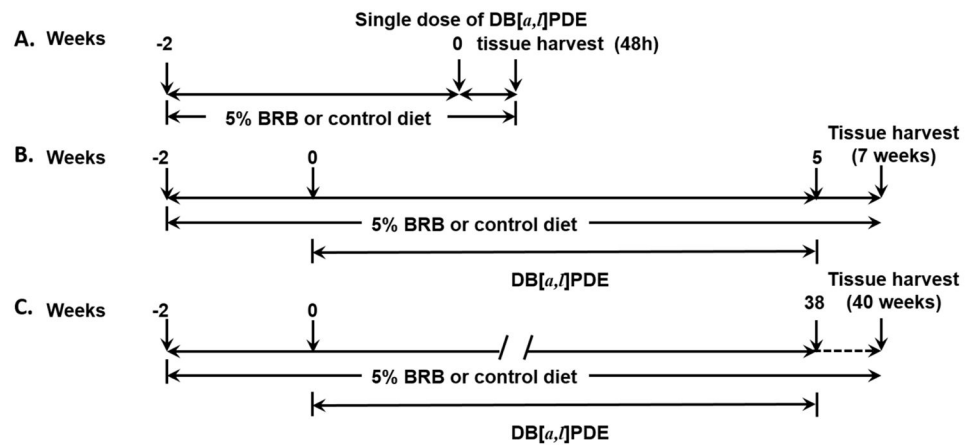 Single dose of DB[a,l]PDE
A. Weeks -2 0 tissue harvest (48h)
5% BRB or control diet
Tissue harvest
B. Weeks -2 0 5 (7 weeks)
5% BRB or control diet
DB[a,l]PDE
Tissue harvest
C. Weeks -2 0 38 (40 weeks)
5% BRB or control diet
DB[a,l]PDE